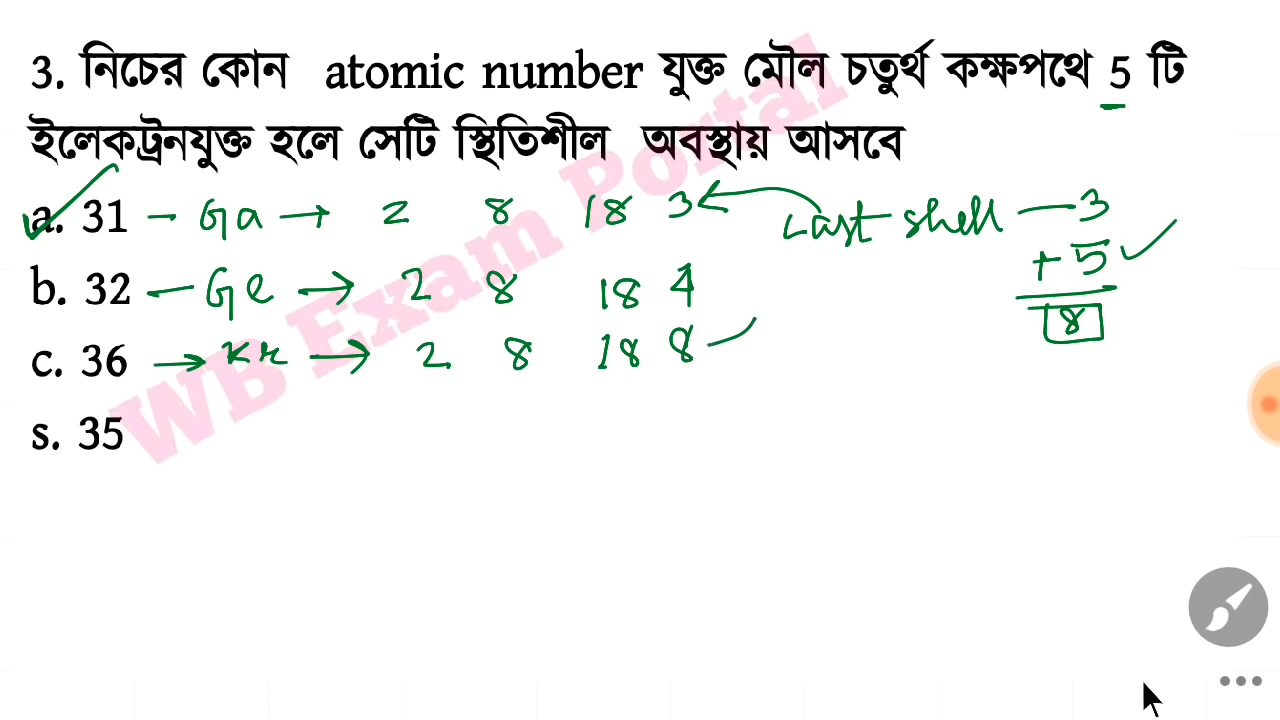 3. নিচের কোন atomic number যুক্ত মৌল চতুর্থ কক্ষপথে 5 টি
ইলেকট্রনযুক্ত হলে সেটি স্থিতিশীল অবস্থায় আসবে
a. 31 – Ga → 2 8 18 3 Last shell — 3
+ 5
8
b. 32 – Ge → 2 8 18 4
c. 36 → Kr → 2 8 18 8
s. 35
WB Exam Portal